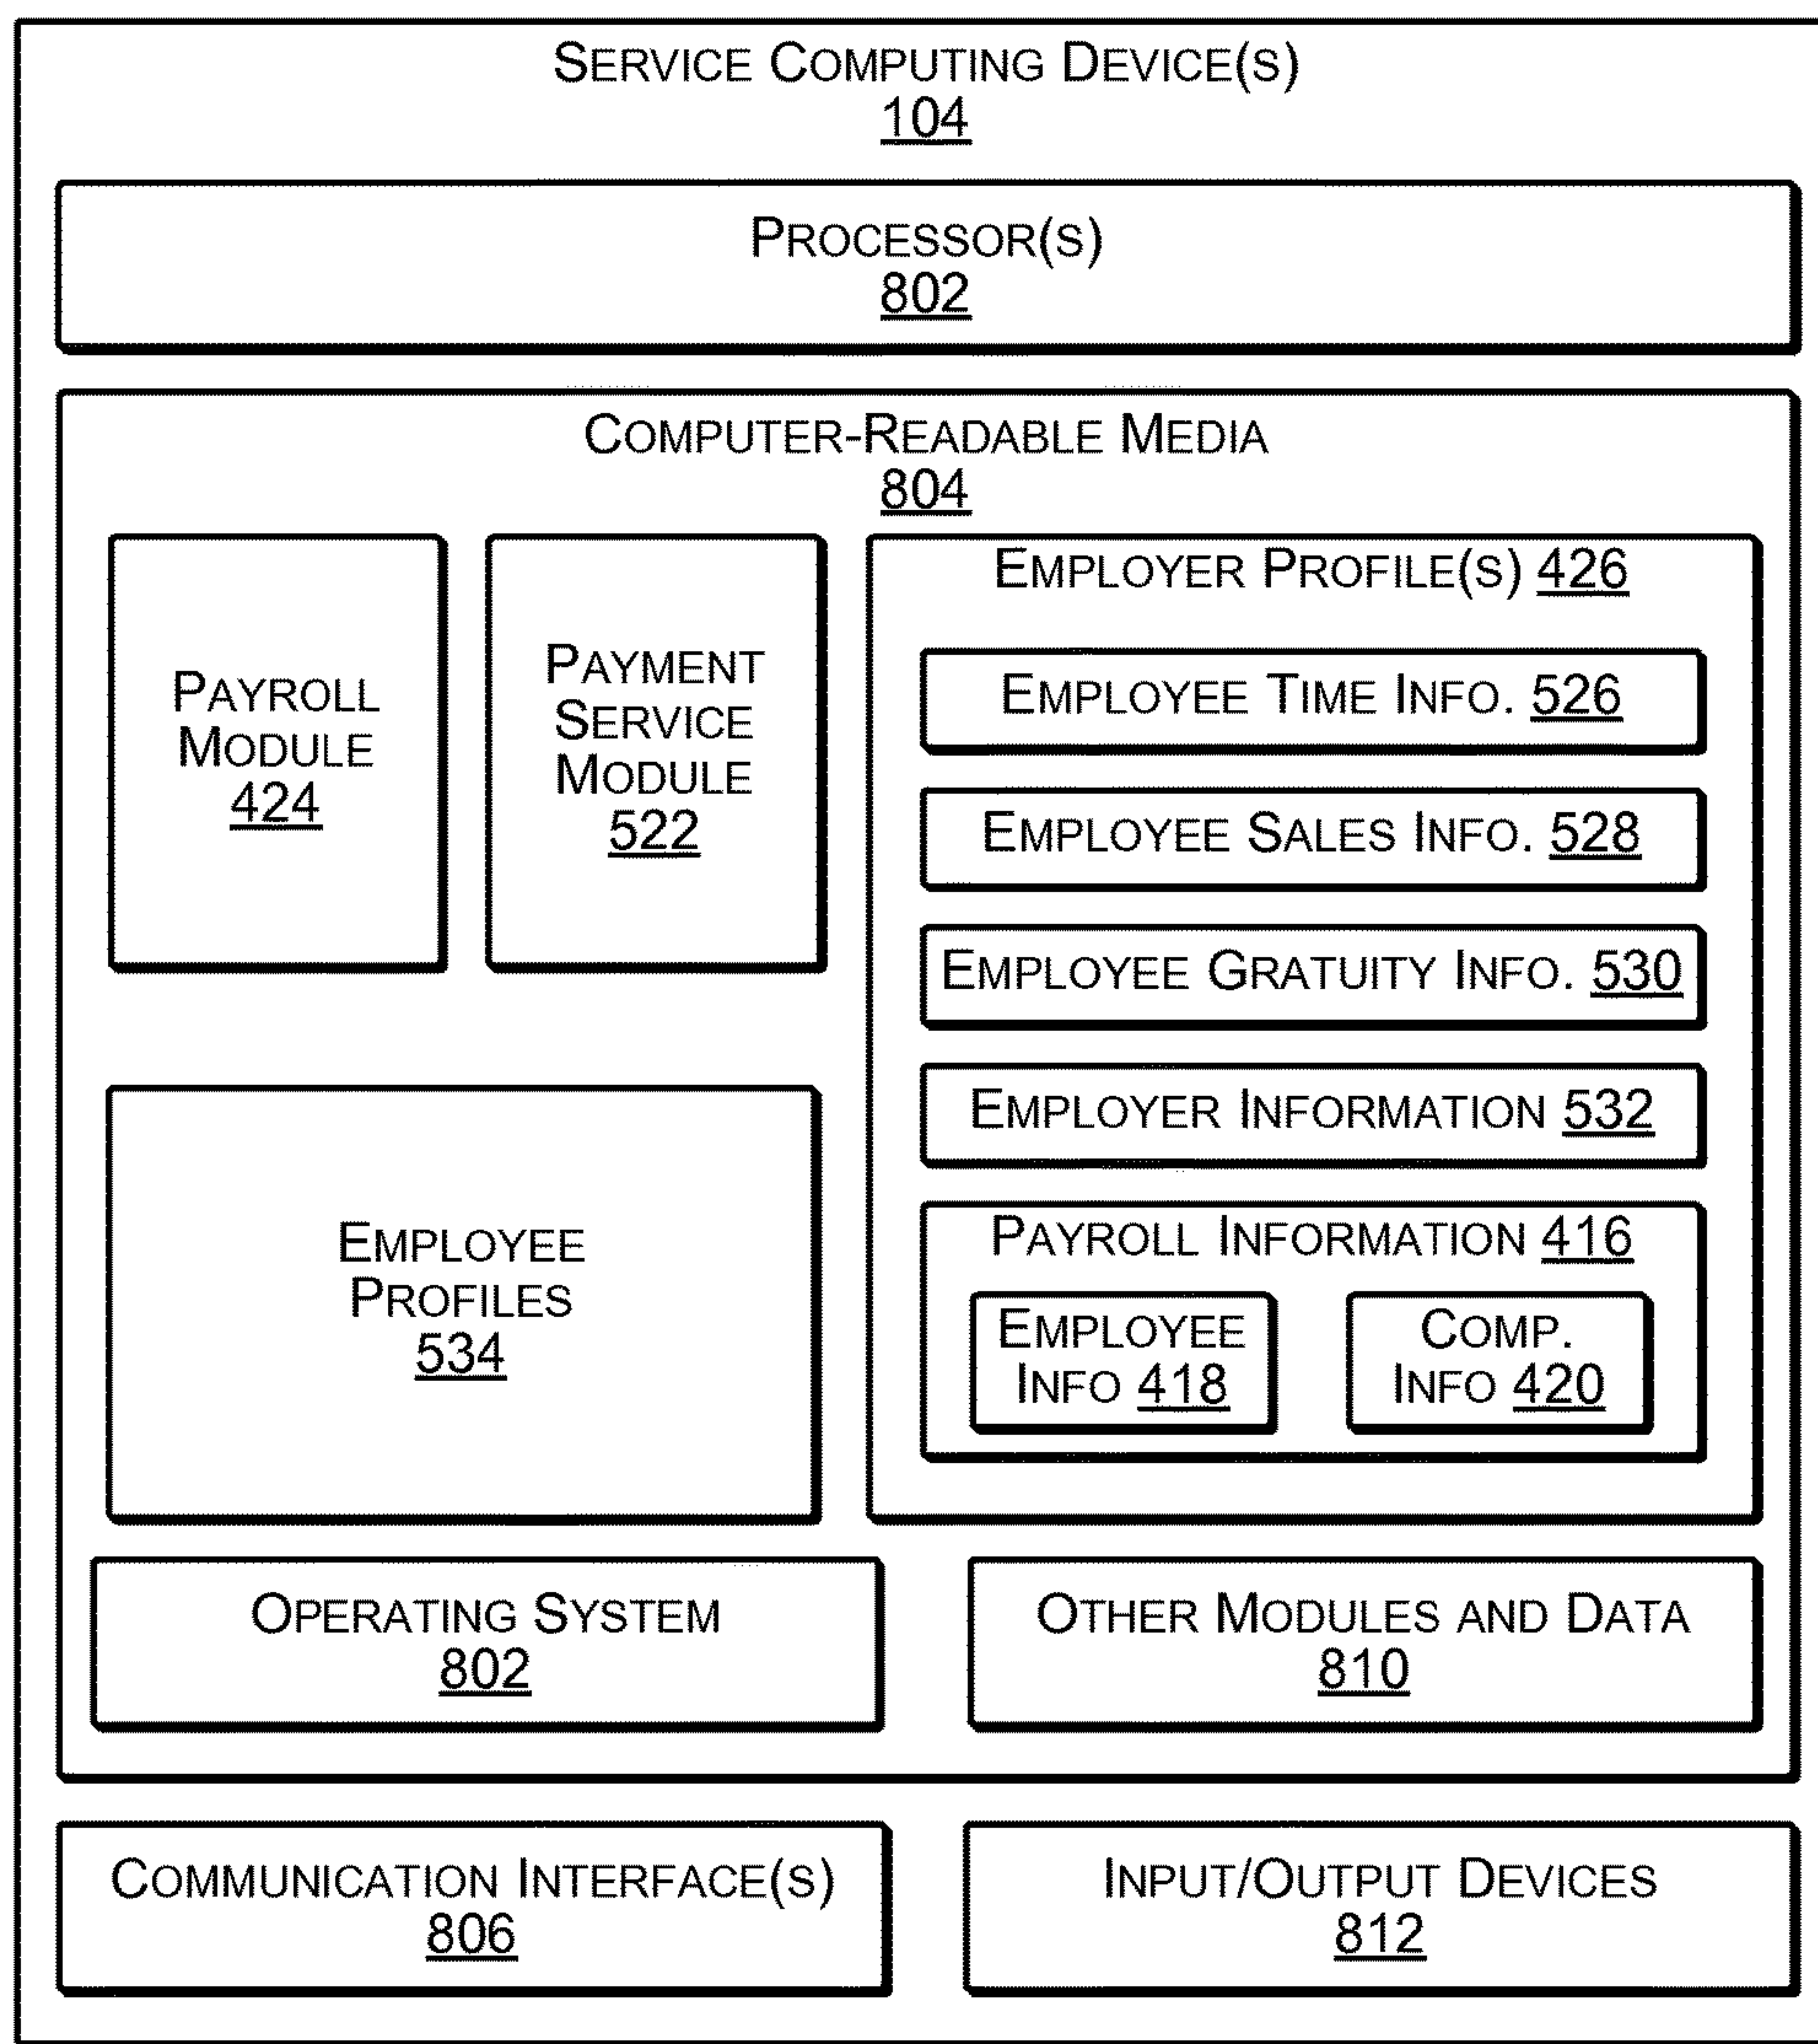 SERVICE COMPUTING DEVICE(S)
104
PROCESSOR(S)
802
COMPUTER-READABLE MEDIA
804
PAYROLL
MODULE
424
PAYMENT
SERVICE
MODULE
522
EMPLOYER PROFILE(S) 426
EMPLOYEE TIME INFO. 526
EMPLOYEE SALES INFO. 528
EMPLOYEE GRATUITY INFO. 530
EMPLOYER INFORMATION 532
PAYROLL INFORMATION 416
EMPLOYEE
INFO 418
COMP.
INFO 420
EMPLOYEE
PROFILES
534
OPERATING SYSTEM
802
OTHER MODULES AND DATA
810
COMMUNICATION INTERFACE(S)
806
INPUT/OUTPUT DEVICES
812